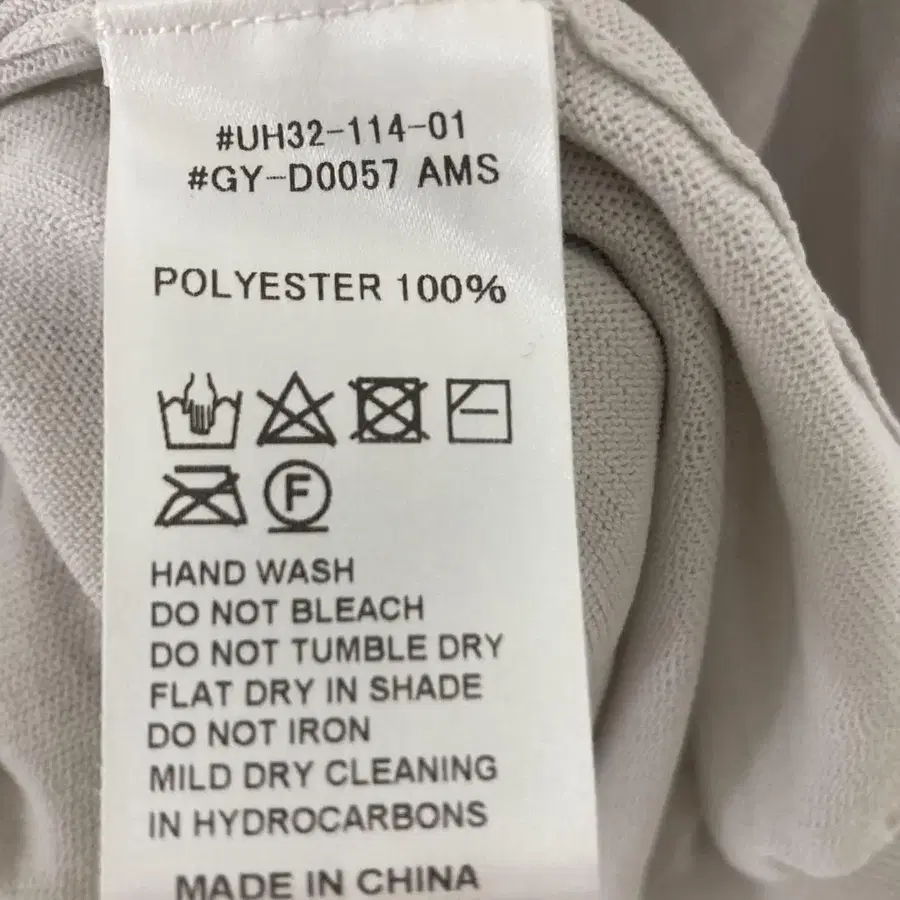 #UH32-114-01
#GY-D0057 AMS
POLYESTER 100%
F
HAND WASH
DO NOT BLEACH
DO NOT TUMBLE DRY
FLAT DRY IN SHADE
DO NOT IRON
MILD DRY CLEANING
IN HYDROCARBONS
MADE IN CHINA